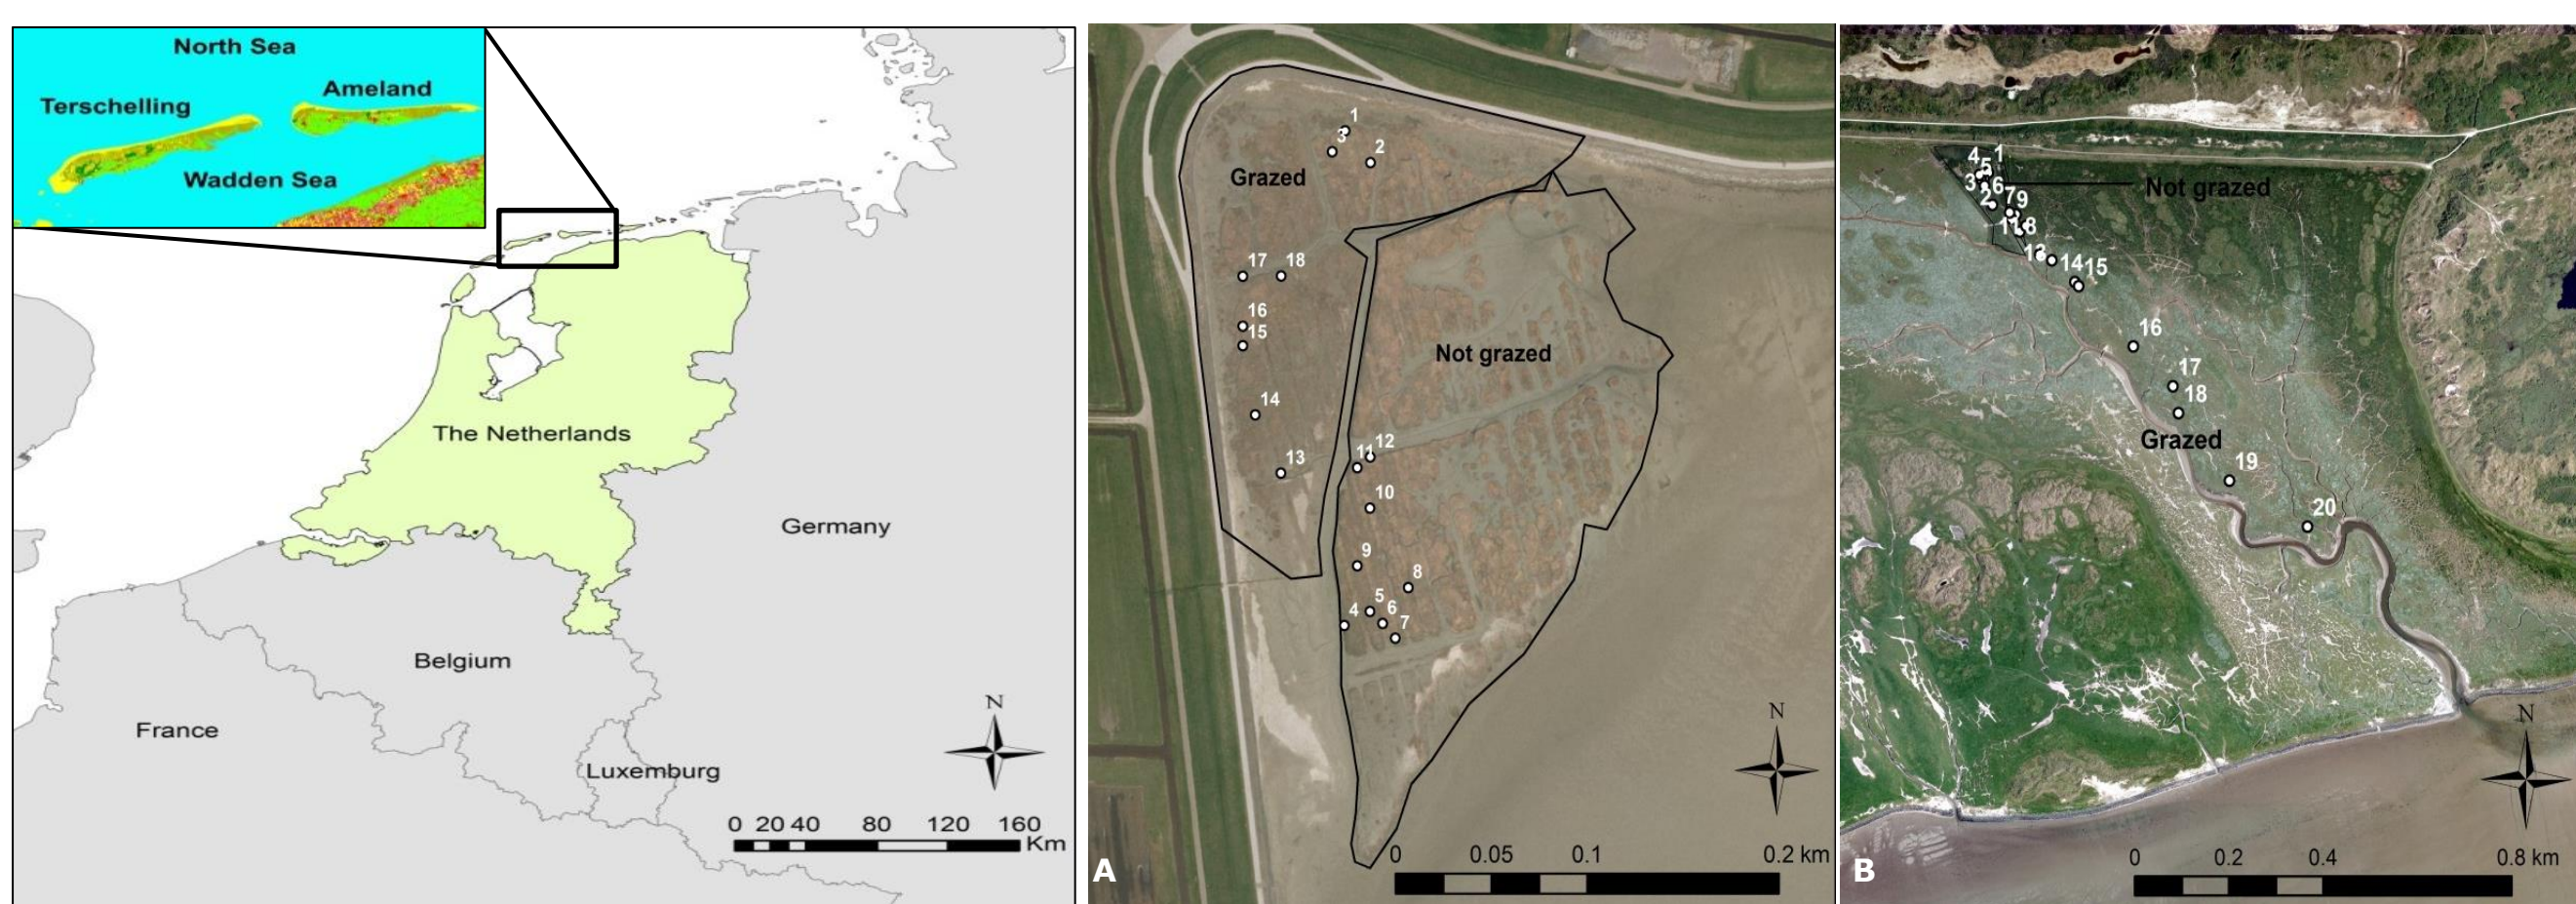 North Sea
Ameland
Terschelling
Wadden Sea
The Netherlands
Germany
Belgium
France
Luxemburg
N
0 20 40 80 120 160
Km
1
3
2
Grazed
17 18
16
15
14
13
Not grazed
12
11
10
9
8
5
4 6
7
N
0 0.05 0.1 0.2 km
A
4 1
5
3 6
Not grazed
2 7 9
11 8
14 15
16
17
18
Grazed
19
20
N
0 0.2 0.4 0.8 km
B